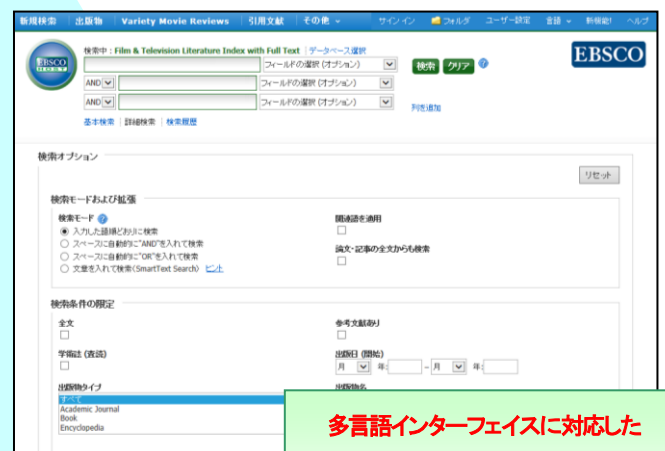 新規検索 出版物 Variety Movie Reviews 引用文献 その他 サインイン フォルダ ユーザー設定 言語 新機能! ヘルプ
検索中 : Film & Television Literature Index with Full Text データベース選択
EBSCO HOST
フィールドの選択 (オプション) 検索 クリア ?
EBSCO
AND フィールドの選択 (オプション)
AND フィールドの選択 (オプション) 列を追加
基本検索 詳細検索 検索履歴
検索オプション
リセット
検索モードおよび拡張
検索モード ? 関連語を適用
入力した語順どおりに検索
スペースに自動的に"AND"を入れて検索 論文・記事の全文からも検索
スペースに自動的に"OR"を入れて検索
文章を入れて検索(SmartText Search) ヒント
検索条件の限定
全文 参考文献あり
学術誌 (査読) 出版日 (開始)
月 年: – 月 年:
出版物タイプ 出版物名
すべて
Academic Journal
Book
Encyclopedia
多言語インターフェイスに対応した